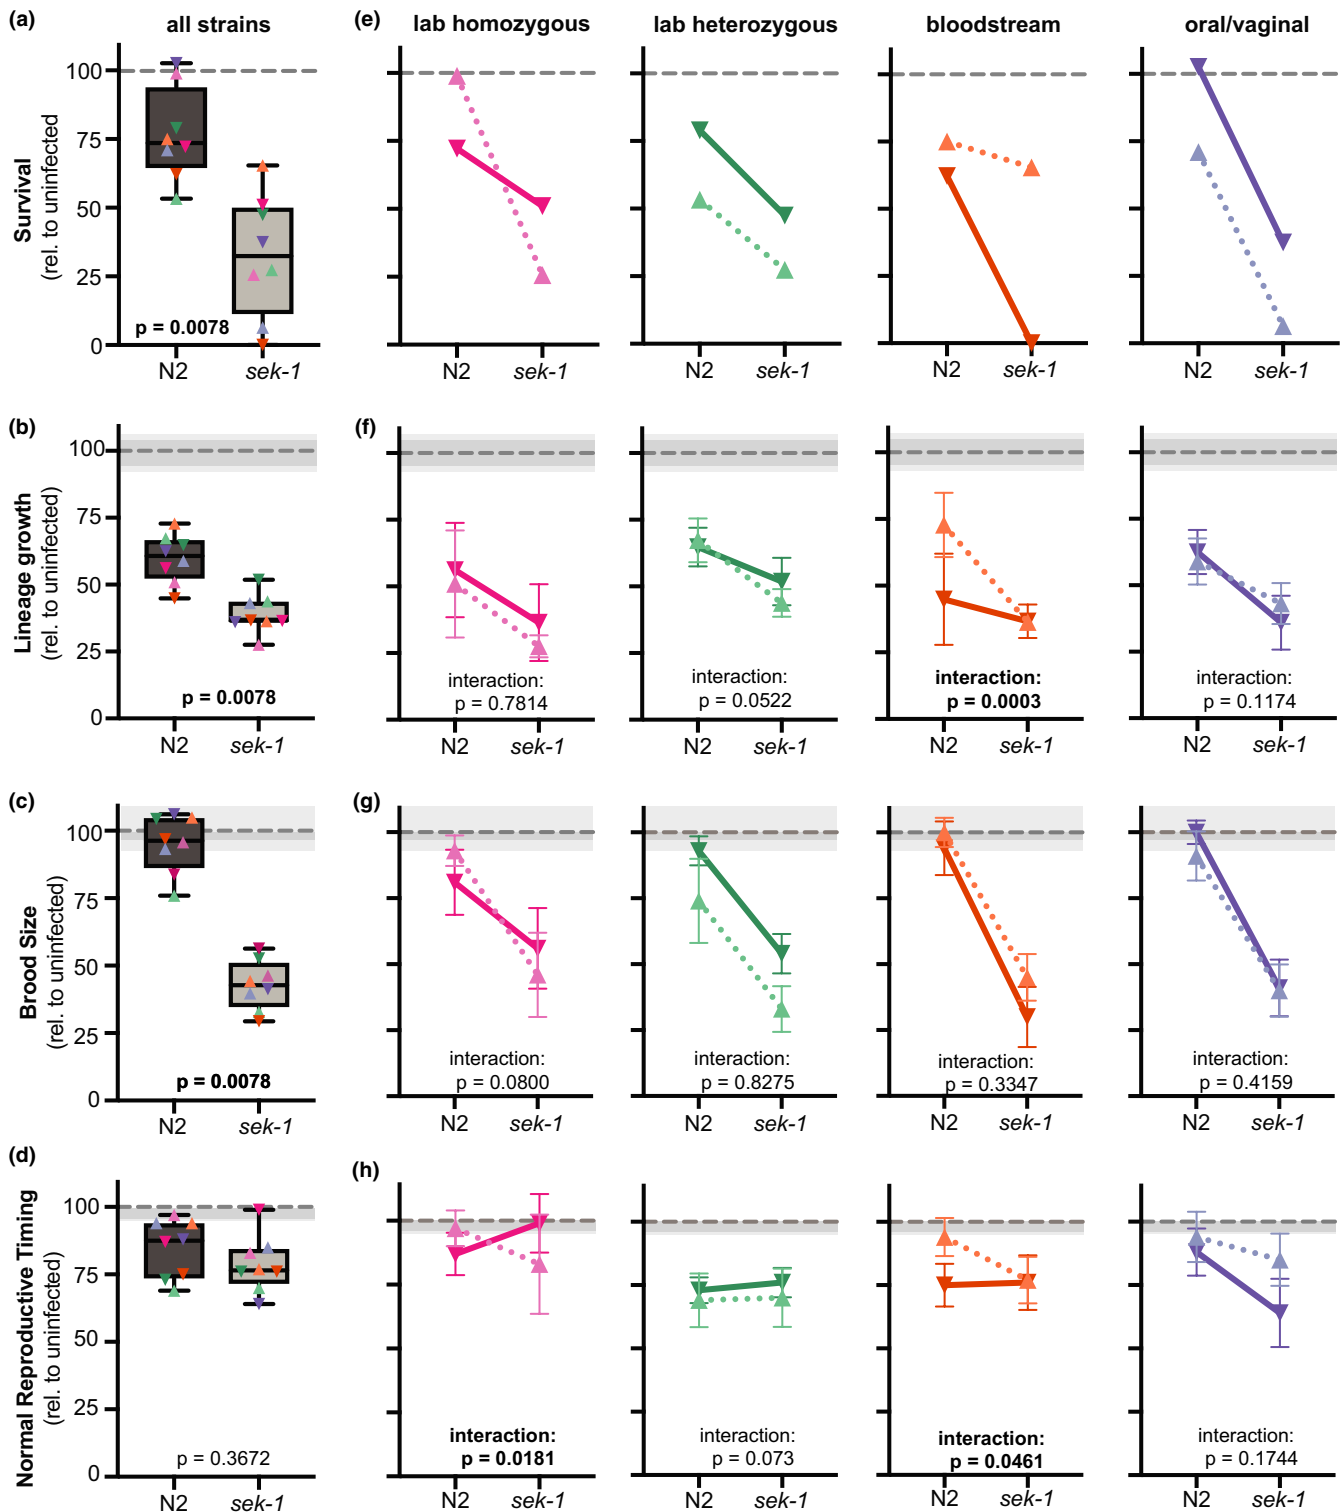 (a)
all strains
(e)
lab homozygous
lab heterozygous
bloodstream
oral/vaginal
Survival
(rel. to uninfected
100
75
50
25
0
p = 0.0078
N2
sek-1
N2
sek-1
N2
sek-1
N2
sek-1
N2
sek-1
(b)
(f)
Lineage growth
(rel. to uninfected)
100
75
50
25
0
p = 0.0078
interaction:
p = 0.7814
interaction:
p = 0.0522
interaction:
p = 0.0003
interaction:
p = 0.1174
N2
sek-1
N2
sek-1
N2
sek-1
N2
sek-1
N2
sek-1
(c)
(g)
Brood Size
(rel. to uninfected)
100
75
50
25
0
p = 0.0078
interaction:
p = 0.0800
interaction:
p = 0.8275
interaction:
p = 0.3347
interaction:
p = 0.4159
N2
sek-1
N2
sek-1
N2
sek-1
N2
sek-1
N2
sek-1
(d)
(h)
Normal Reproductive Timing
(rel. to uninfected)
100
75
50
25
0
p = 0.3672
interaction:
p = 0.0181
interaction:
p = 0.073
interaction:
p = 0.0461
interaction:
p = 0.1744
N2
sek-1
N2
sek-1
N2
sek-1
N2
sek-1
N2
sek-1